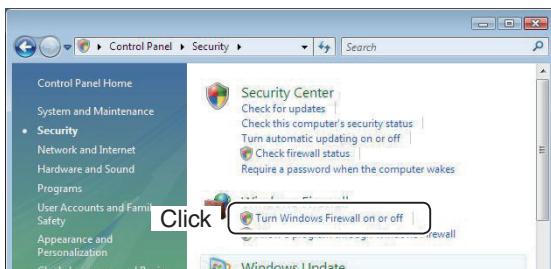 Control Panel ▸ Security ▸
Search
Control Panel Home
System and Maintenance
Security
Network and Internet
Hardware and Sound
Programs
User Accounts and
Safety
Appearance and
Personalization
Security Center
Check for updates
Check this computer's security status
Turn automatic updating on or off
Check firewall status
Require a password when the computer wakes
Click
Turn Windows Firewall on or off
Windows Update